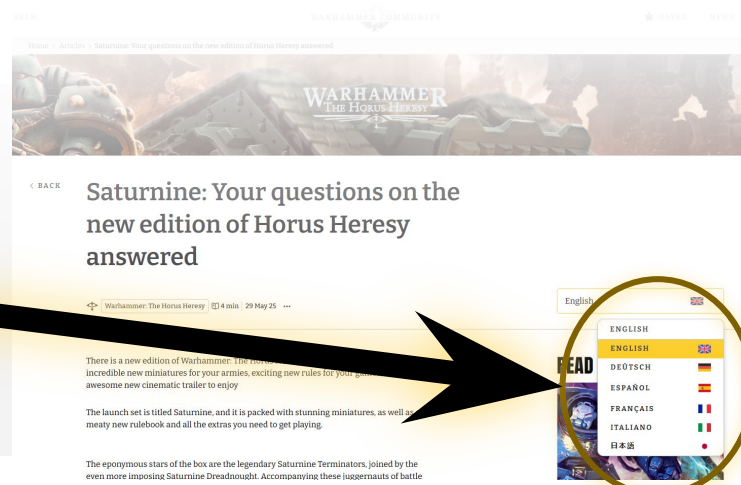 WARHAMMER COMMUNITY
Home > Articles > Saturnine: Your questions on the new edition of Horus Heresy answered
WARHAMMER
THE HORUS HERESY
< BACK
Saturnine: Your questions on the
new edition of Horus Heresy
answered
Warhammer: The Horus Heresy 4 min 29 May 25 •••
English
ENGLISH
ENGLISH
DEÜTSCH
ESPAÑOL
FRANÇAIS
ITALIANO
日本語
READ
There is a new edition of Warhammer: The
incredible new miniatures for your armies, exciting new rules for your
awesome new cinematic trailer to enjoy
The launch set is titled Saturnine, and it is packed with stunning miniatures, as well as
meaty new rulebook and all the extras you need to get playing.
The eponymous stars of the box are the legendary Saturnine Terminators, joined by the
even more imposing Saturnine Dreadnought. Accompanying these juggernauts of battle